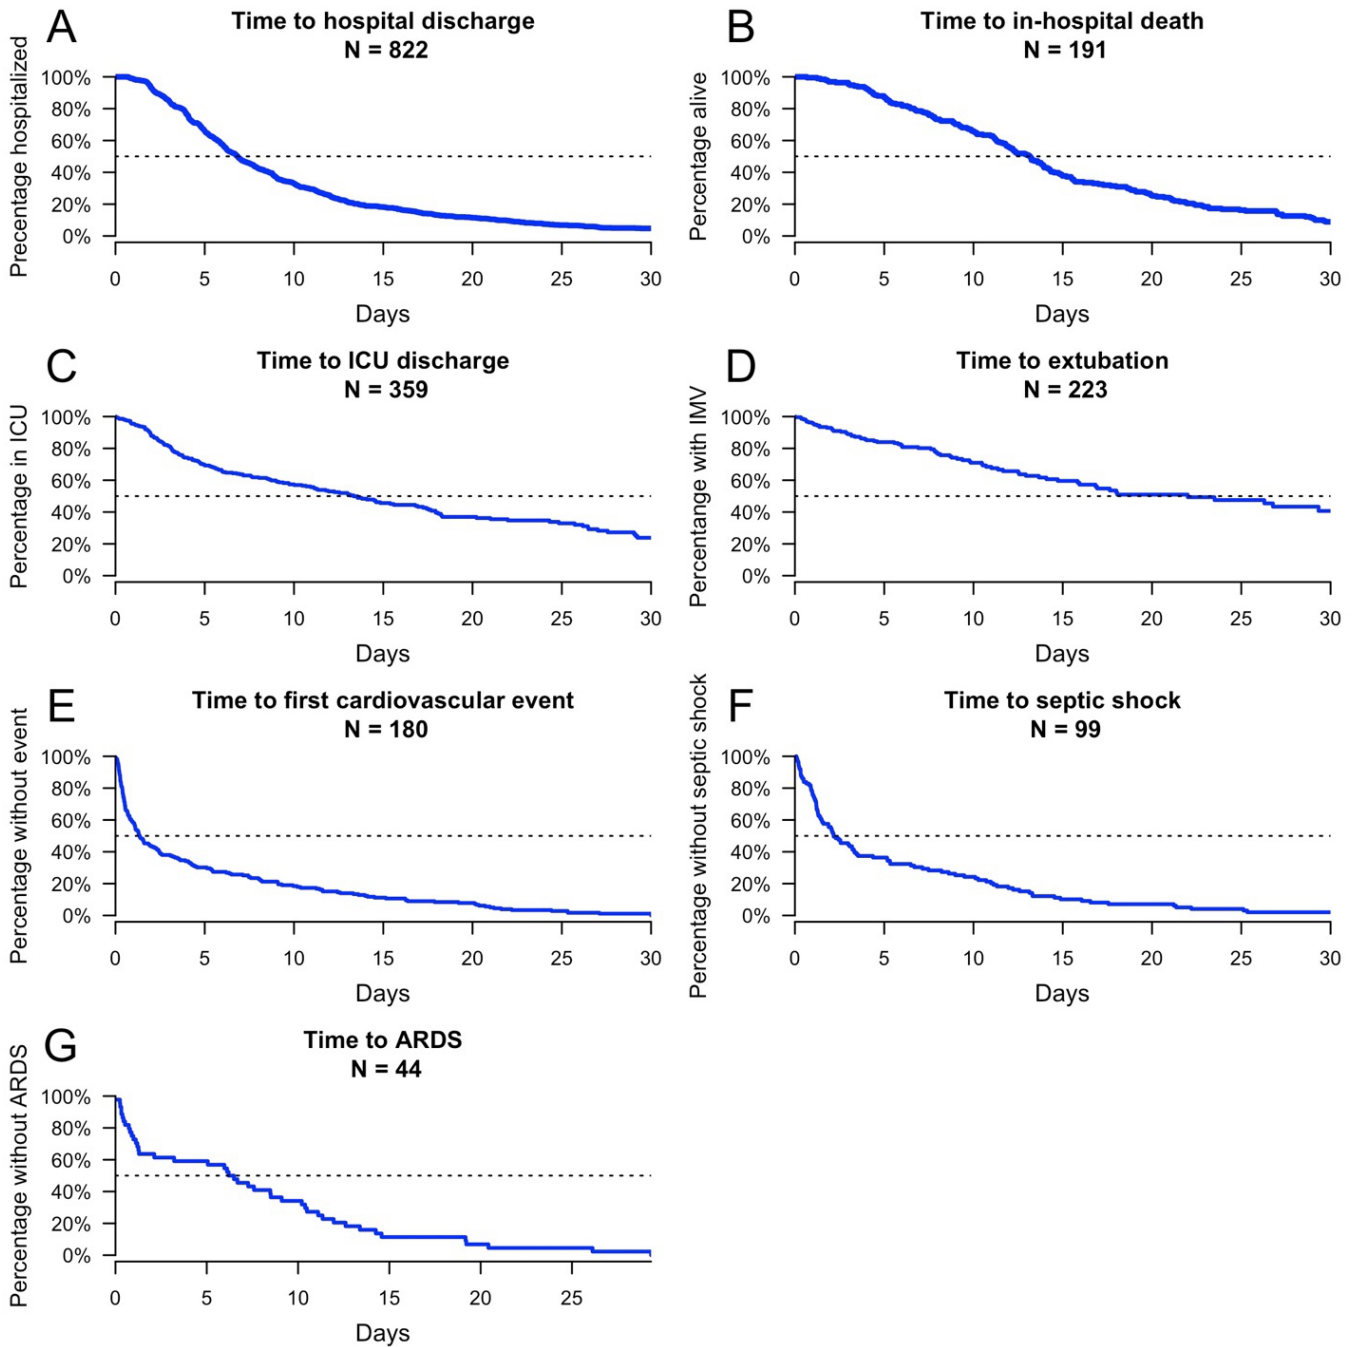 A
Time to hospital discharge
N = 822
Precentage hospitalized
100%
80%
60%
40%
20%
0%
0 5 10 15 20 25 30
Days
B
Time to in-hospital death
N = 191
Percentage alive
100%
80%
60%
40%
20%
0%
0 5 10 15 20 25 30
Days
C
Time to ICU discharge
N = 359
Percentage in ICU
100%
80%
60%
40%
20%
0%
0 5 10 15 20 25 30
Days
D
Time to extubation
N = 223
Percentange with IMV
100%
80%
60%
40%
20%
0%
0 5 10 15 20 25 30
Days
E
Time to first cardiovascular event
N = 180
Percentage without event
100%
80%
60%
40%
20%
0%
0 5 10 15 20 25 30
Days
F
Time to septic shock
N = 99
Percentage without septic shock
100%
80%
60%
40%
20%
0%
0 5 10 15 20 25 30
Days
G
Time to ARDS
N = 44
Percentage without ARDS
100%
80%
60%
40%
20%
0%
0 5 10 15 20 25
Days